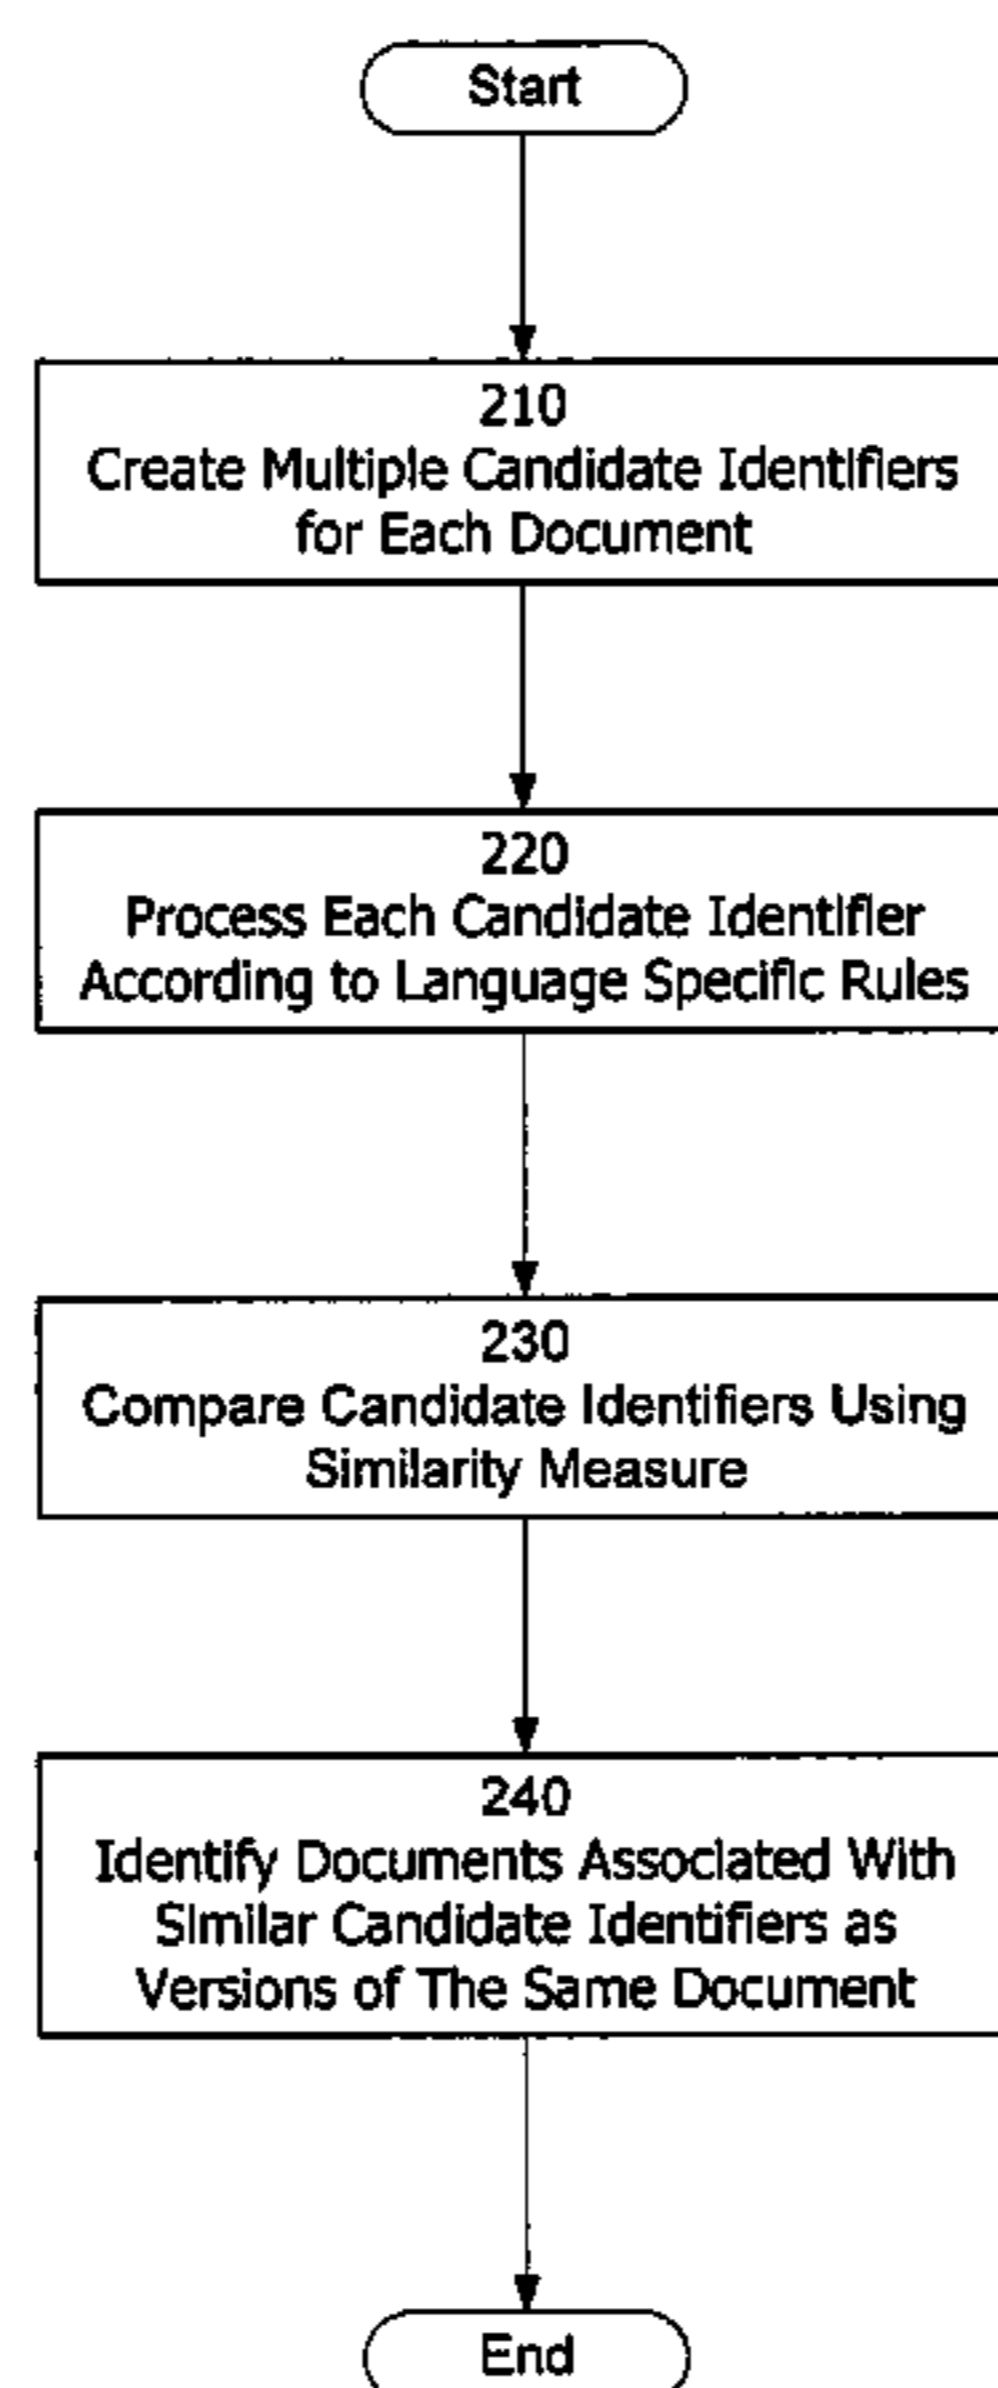 Start
210
Create Multiple Candidate Identifiers
for Each Document
220
Process Each Candidate Identifier
According to Language Specific Rules
230
Compare Candidate Identifiers Using
Similarity Measure
240
Identify Documents Associated With
Similar Candidate Identifiers as
Versions of The Same Document
End